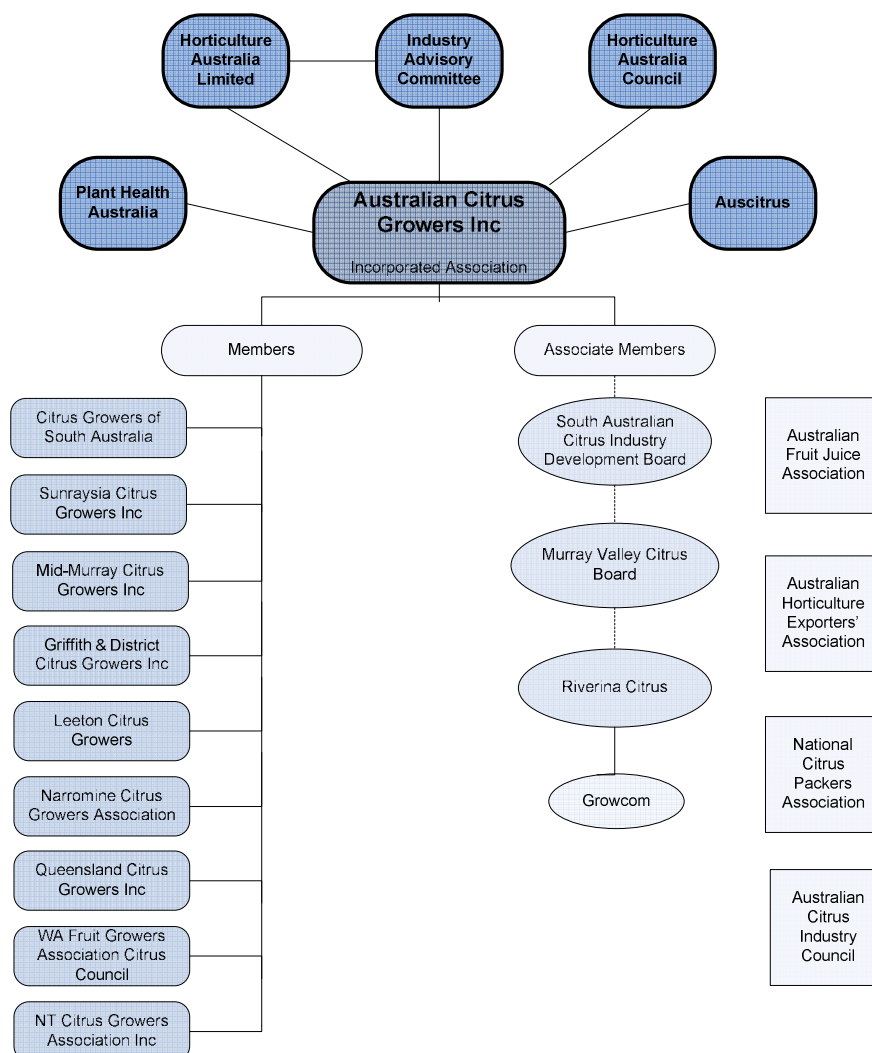 Horticulture
Australia
Limited
Industry
Advisory
Committee
Horticulture
Australia
Council
Plant Health
Australia
Australian Citrus
Growers Inc
Incorporated Association
Auscitrus
Members
Associate Members
Citrus Growers of
South Australia
Sunraysia Citrus
Growers Inc
Mid-Murray Citrus
Growers Inc
Griffith & District
Citrus Growers Inc
Leeton Citrus
Growers
Narromine Citrus
Growers Association
Queensland Citrus
Growers Inc
WA Fruit Growers
Association Citrus
Council
NT Citrus Growers
Association Inc
South Australian
Citrus Industry
Development Board
Murray Valley Citrus
Board
Riverina Citrus
Growcom
Australian
Fruit Juice
Association
Australian
Horticulture
Exporters’
Association
National
Citrus
Packers
Association
Australian
Citrus
Industry
Council